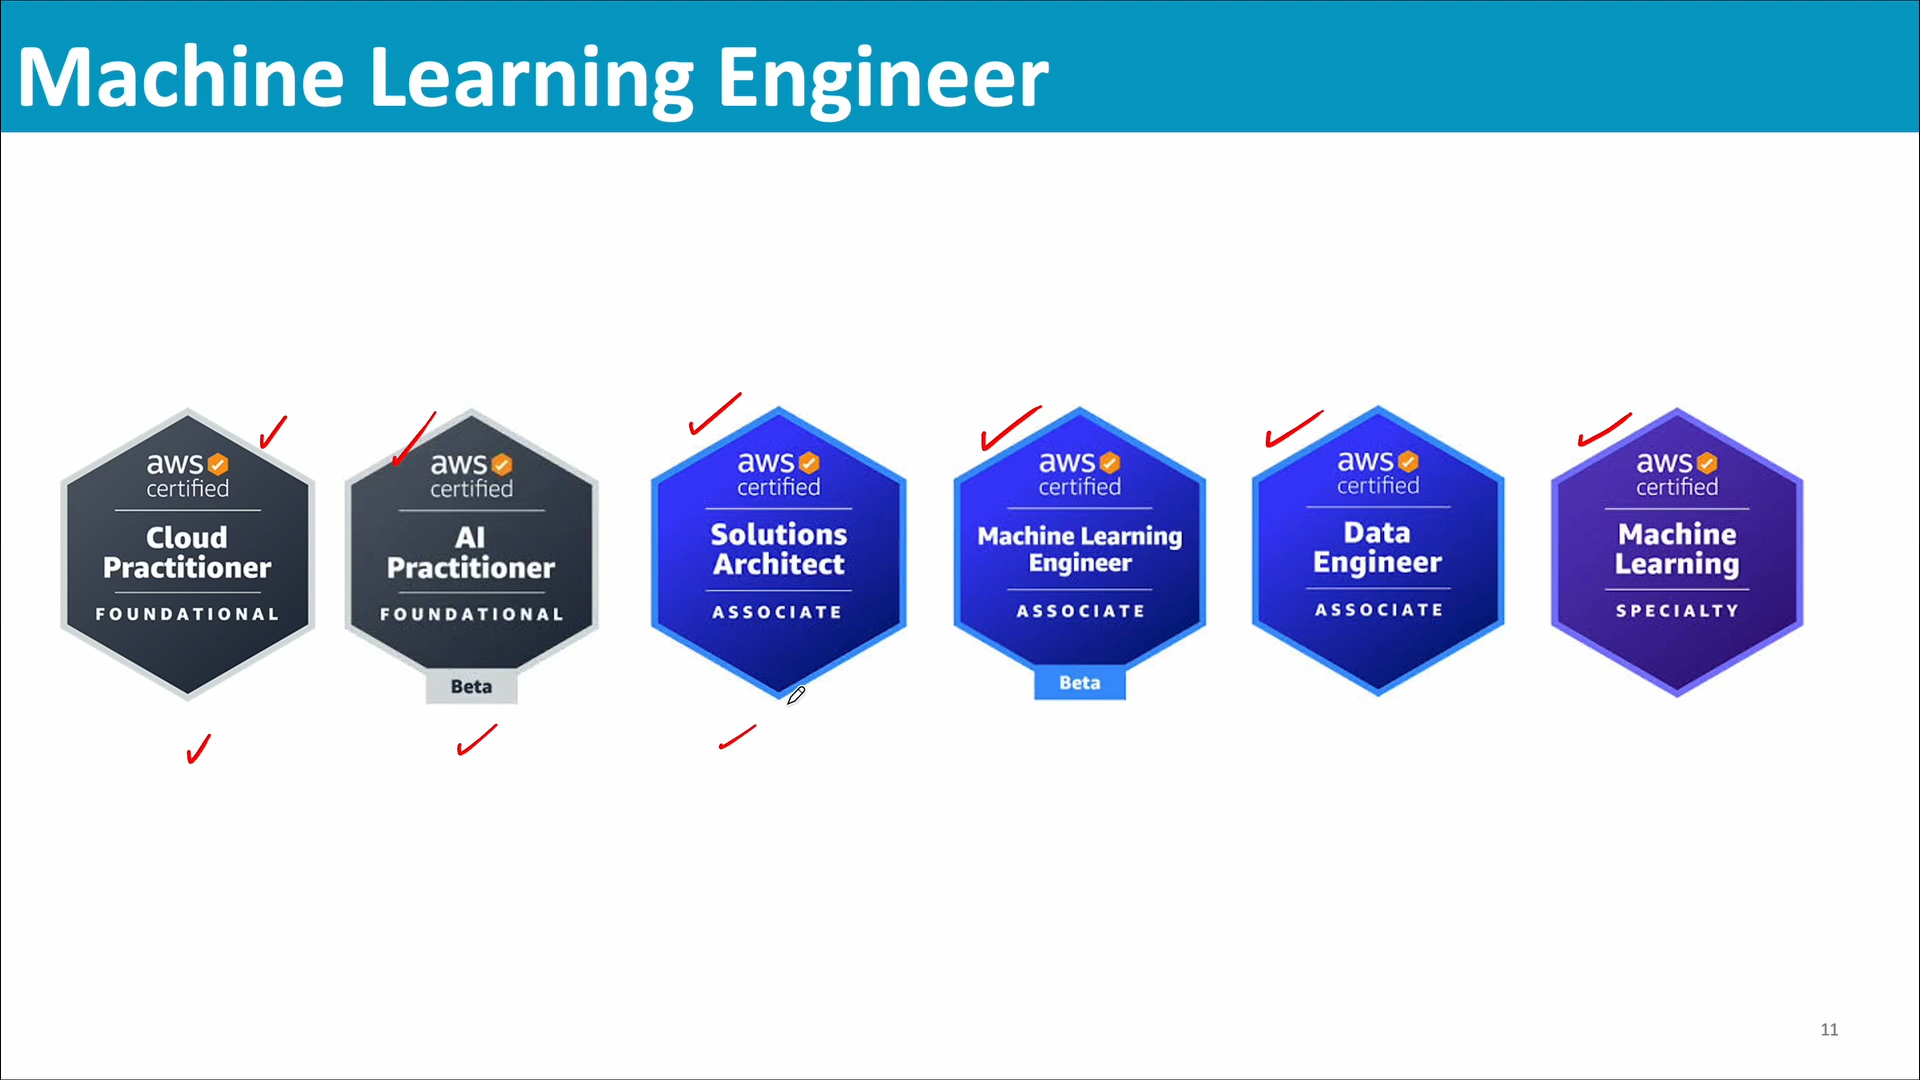 Machine Learning Engineer
aws
certified
Cloud
Practitioner
FOUNDATIONAL
aws
certified
AI
Practitioner
FOUNDATIONAL
Beta
aws
certified
Solutions
Architect
ASSOCIATE
aws
certified
Machine Learning
Engineer
ASSOCIATE
Beta
aws
certified
Data
Engineer
ASSOCIATE
aws
certified
Machine
Learning
SPECIALTY
11